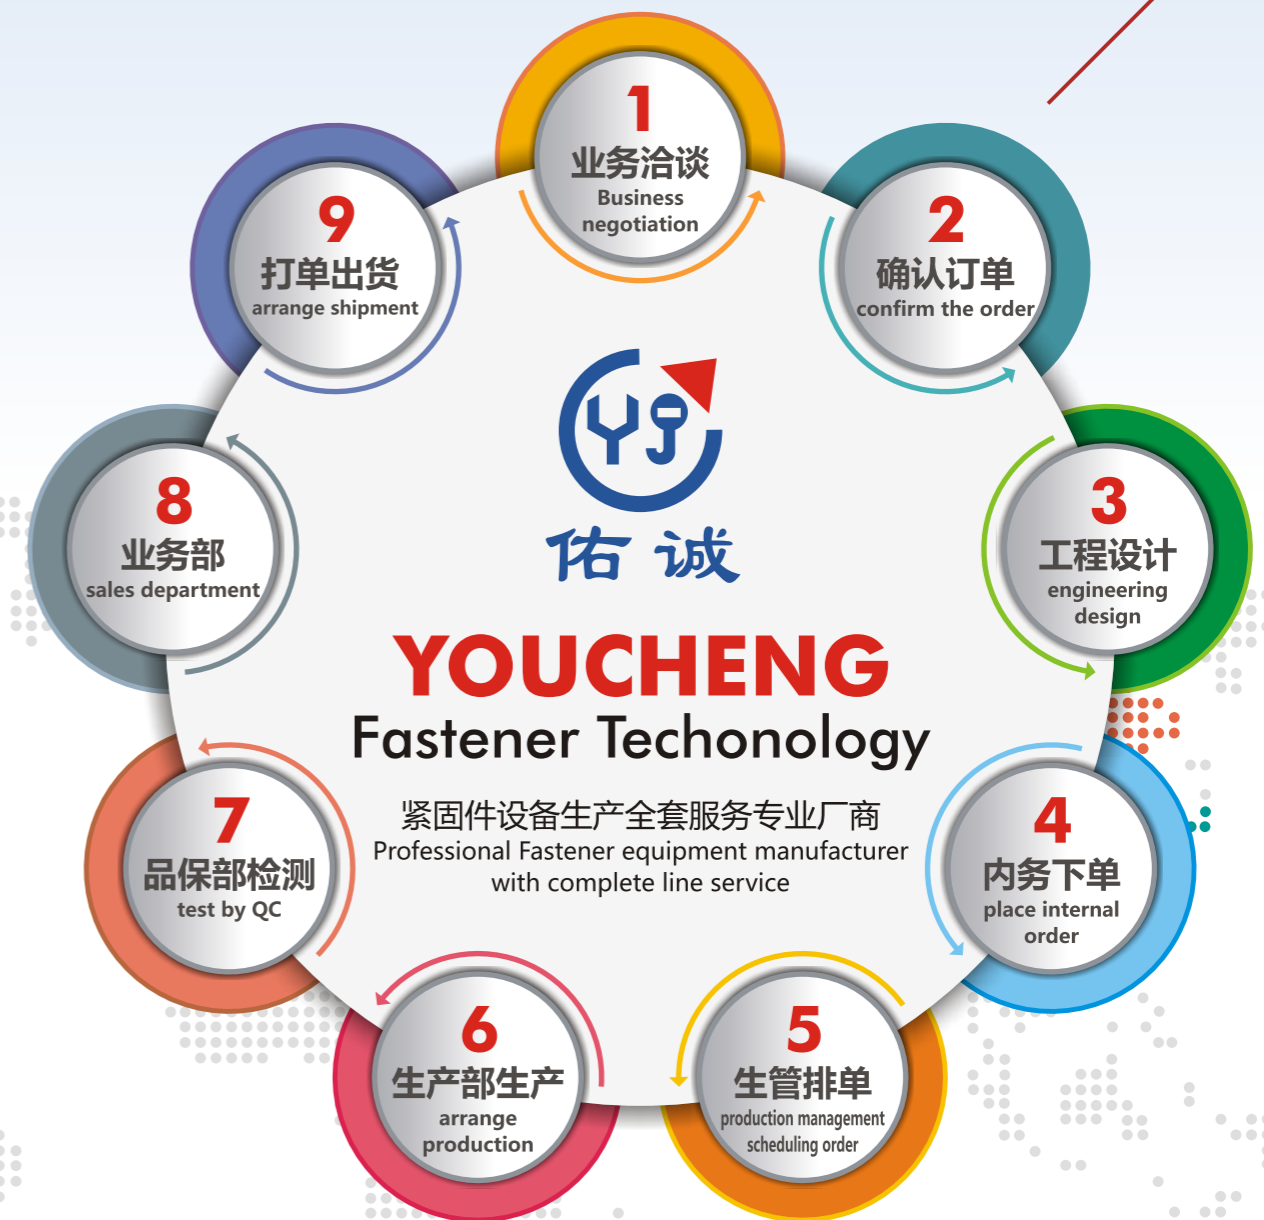 1
业务洽谈
Business
negotiation
2
确认订单
confirm the order
3
工程设计
engineering
design
4
内务下单
place internal
order
5
生管排单
production management
scheduling order
6
生产部生产
arrange
production
7
品保部检测
test by QC
8
业务部
sales department
9
打单出货
arrange shipment
YJ
佑诚
YOUCHENG
Fastener Techonology
紧固件设备生产全套服务专业厂商
Professional Fastener equipment manufacturer
with complete line service